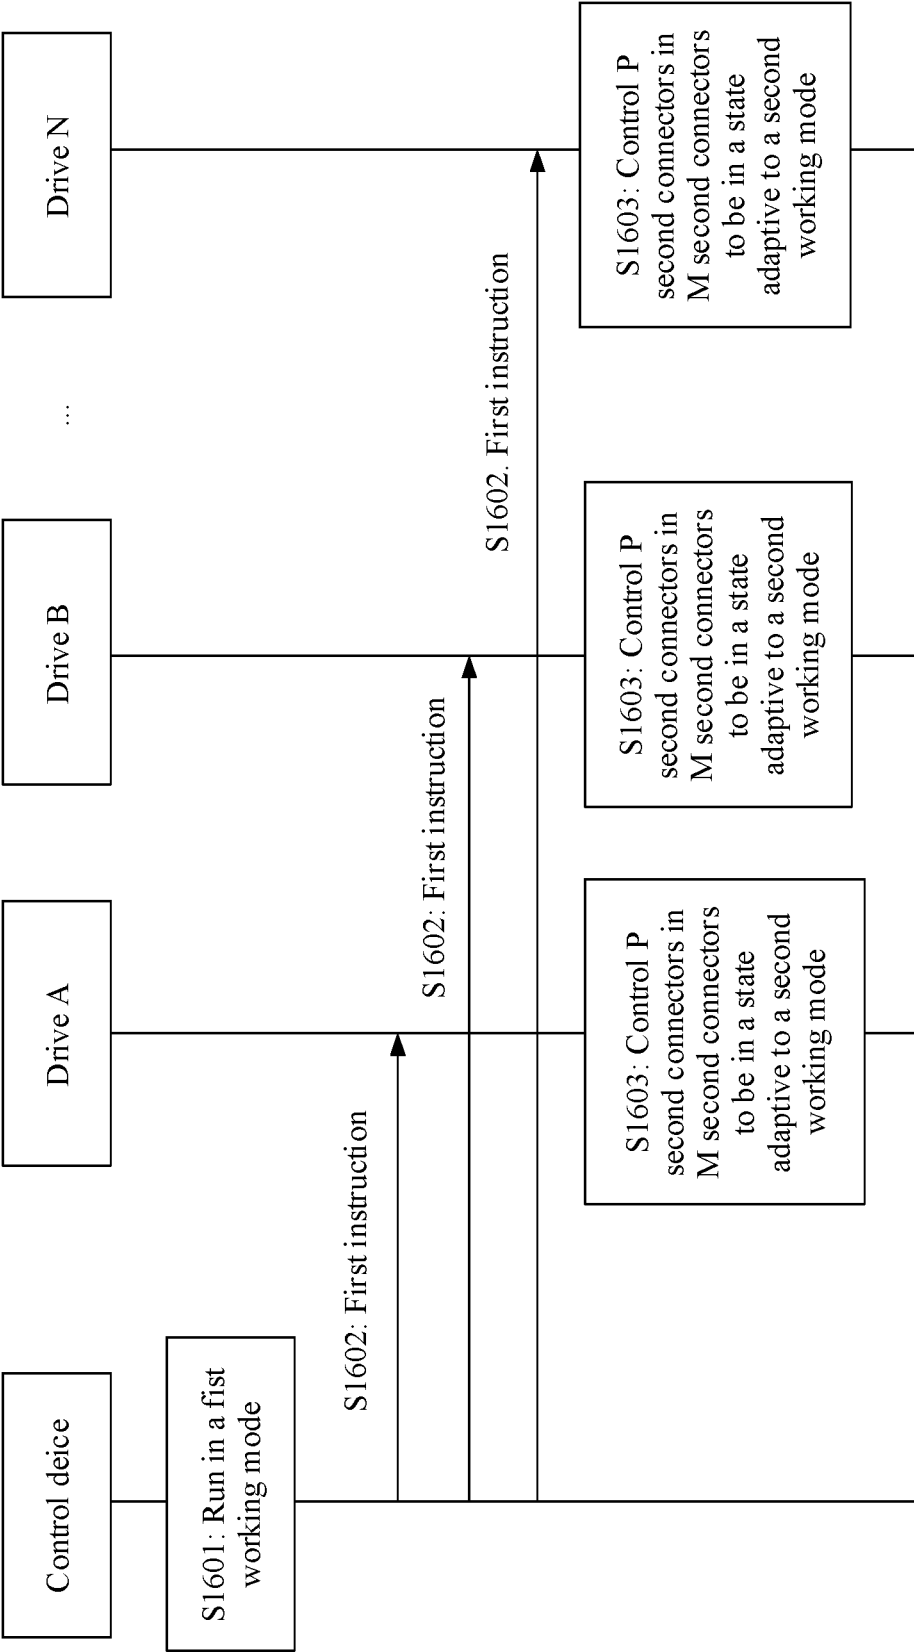 Control deice
Drive A
Drive B
...
Drive N
S1601: Run in a fist
working mode
S1602: First instruction
S1602: First instruction
S1602. First instruction
S1603: Control P
second connectors in
M second connectors
to be in a state
adaptive to a second
working mode
S1603: Control P
second connectors in
M second connectors
to be in a state
adaptive to a second
working mode
S1603: Control P
second connectors in
M second connectors
to be in a state
adaptive to a second
working mode